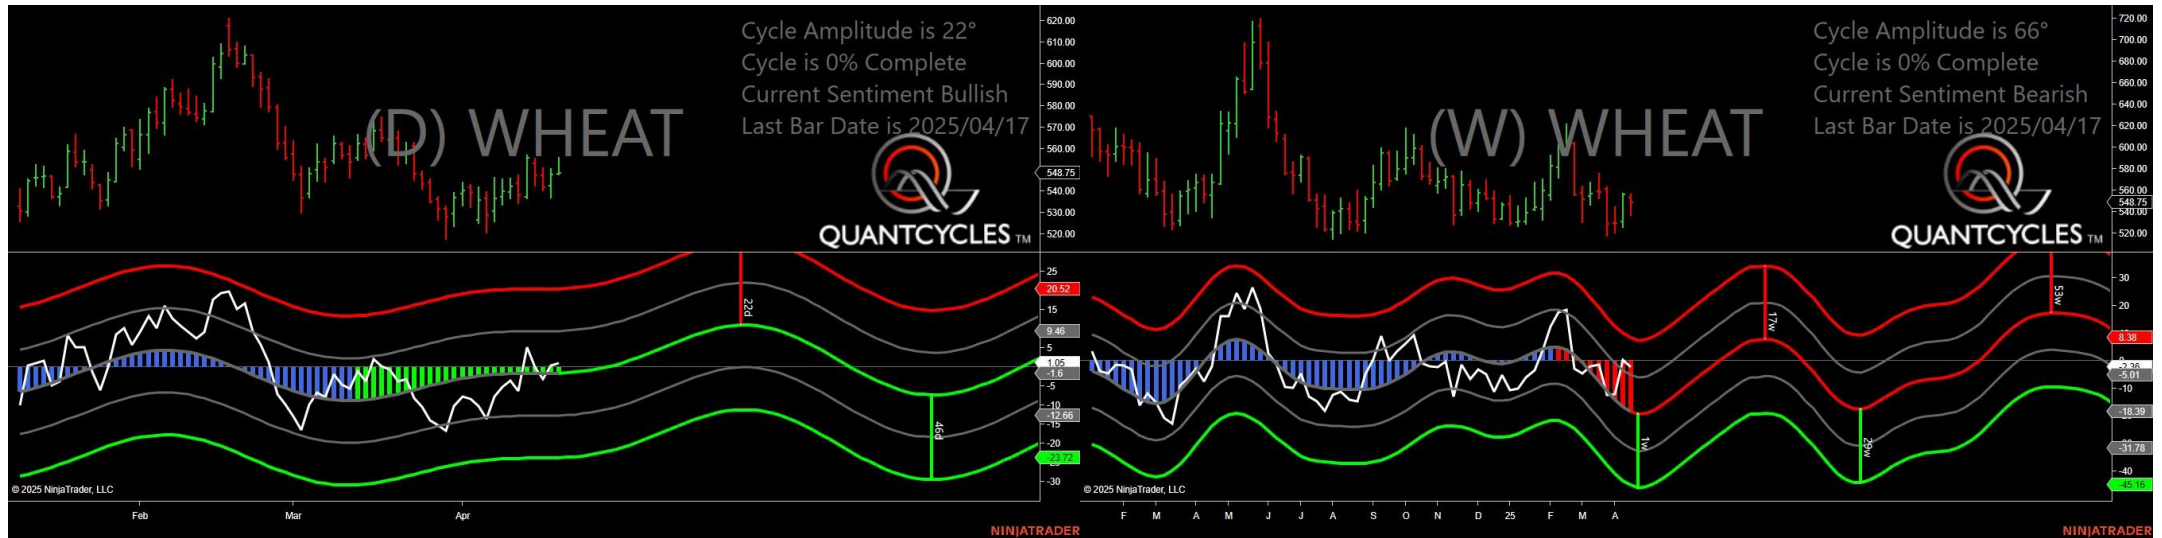 Cycle Amplitude is 22°
Cycle is 0% Complete
Current Sentiment Bullish
Last Bar Date is 2025/04/17
(D) WHEAT
QUANTCYCLES TM
620.00
610.00
600.00
590.00
580.00
570.00
560.00
548.75
540.00
530.00
520.00
25
20.52
15
9.46
5
1.05
-1.6
-5
-10
-12.66
-15
-20
-23.72
-30
22d
46d
© 2025 NinjaTrader, LLC
Feb
Mar
Apr
NINJATRADER
Cycle Amplitude is 66°
Cycle is 0% Complete
Current Sentiment Bearish
Last Bar Date is 2025/04/17
(W) WHEAT
QUANTCYCLES TM
720.00
700.00
680.00
660.00
640.00
620.00
600.00
580.00
560.00
548.75
540.00
520.00
30
20
8.38
-2.36
-5.01
-10
-18.39
-31.78
-40
-45.16
1w
17w
29w
53w
© 2025 NinjaTrader, LLC
F
M
A
M
J
J
A
S
O
N
D
25
F
M
A
NINJATRADER